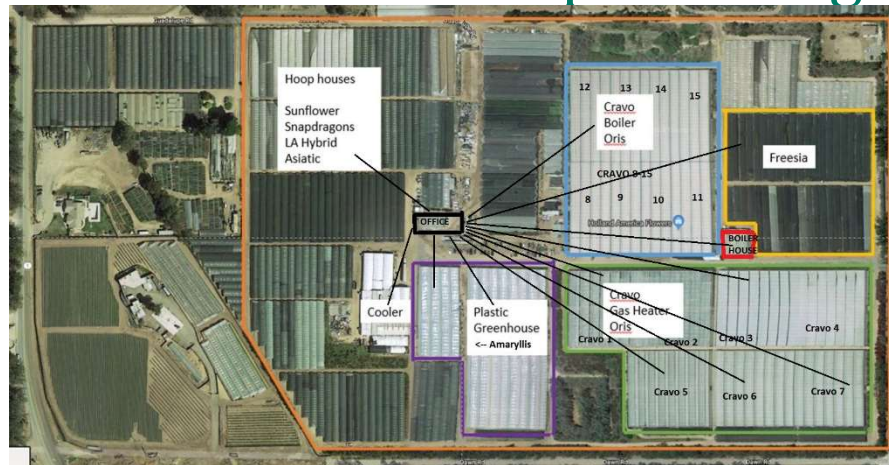 Hoop houses
Sunflower
Snapdragons
LA Hybrid
Asiatic
12
13
14
15
Cravo
Boiler
Oris
CRAVO 8-15
8
9
10
11
Holland America Flowers
Freesia
OFFICE
BOILER
HOUSE
Cooler
Plastic
Greenhouse
<-- Amaryllis
Cravo
Gas Heater
Oris
Cravo 1
Cravo 2
Cravo 3
Cravo 4
Cravo 5
Cravo 6
Cravo 7